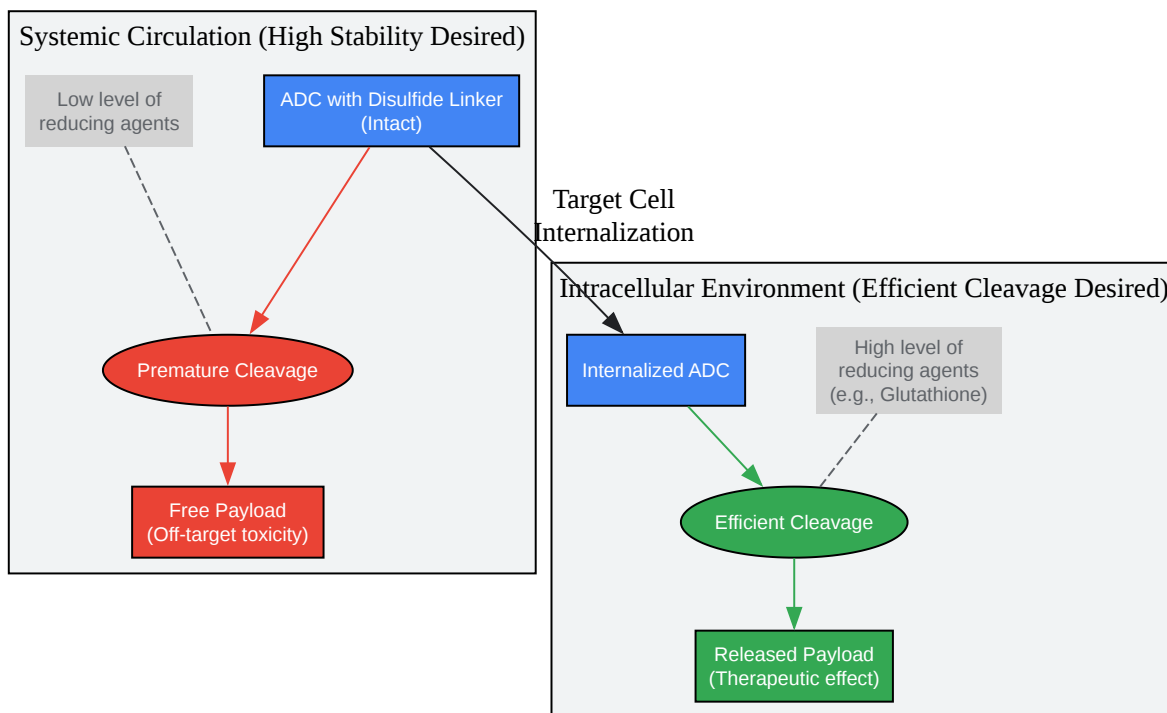 Systemic Circulation (High Stability Desired)
Low level of
reducing agents
ADC with Disulfide Linker
(Intact)
Target Cell
Internalization
Premature Cleavage
Free Payload
(Off-target toxicity)
Intracellular Environment (Efficient Cleavage Desired)
Internalized ADC
High level of
reducing agents
(e.g., Glutathione)
Efficient Cleavage
Released Payload
(Therapeutic effect)